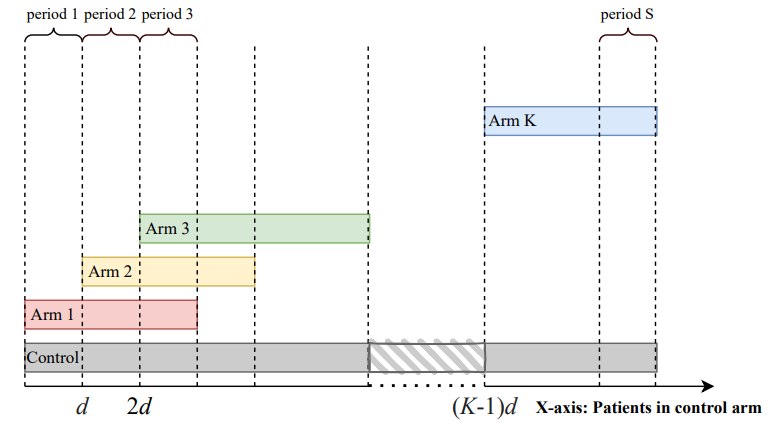 period 1 period 2 period 3
period S
Arm K
Arm 3
Arm 2
Arm 1
Control
d 2d (K-1)d X-axis: Patients in control arm